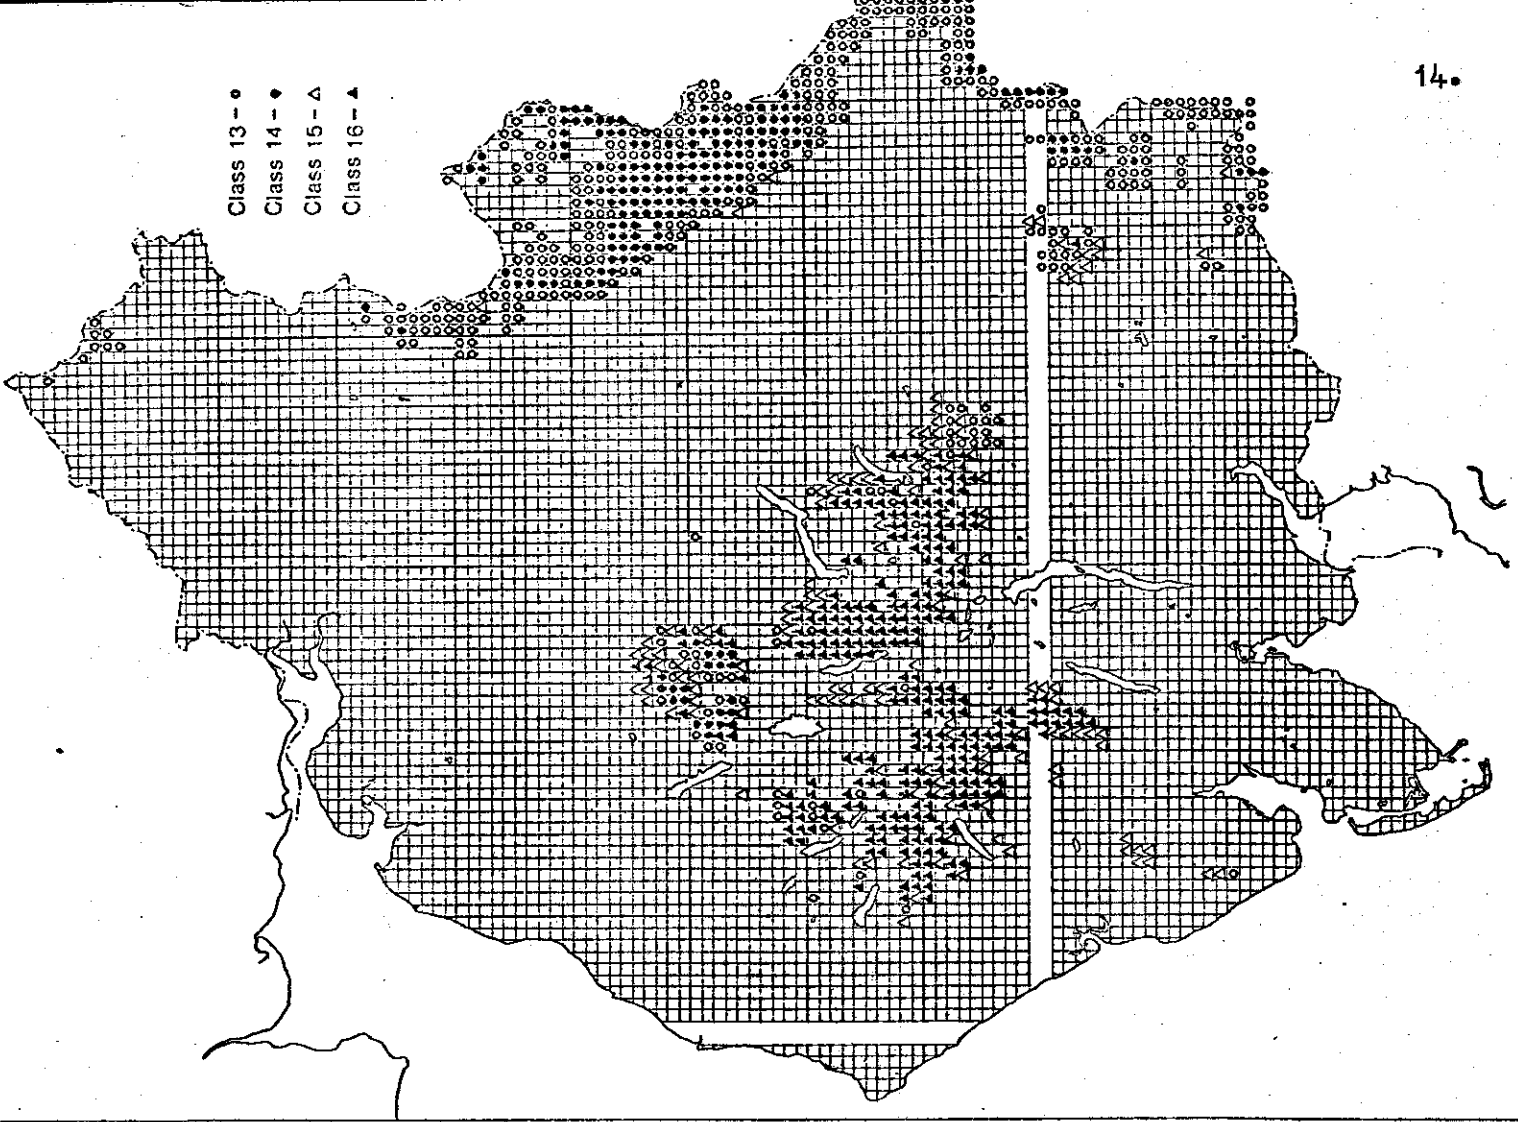 14.
Class 13 - o
Class 14 - ●
Class 15 - △
Class 16 - ▲